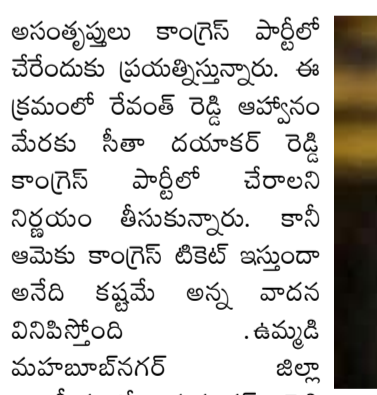 అసంతృప్తులు కాంగ్రెస్ పార్టీలో
చేరేందుకు ప్రయత్నిస్తున్నారు. ఈ
క్రమంలో రేవంత్ రెడ్డి ఆహ్వానం
మేరకు సీతా దయాకర్ రెడ్డి
కాంగ్రెస్ పార్టీలో చేరాలని
నిర్ణయం తీసుకున్నారు. కానీ
ఆమెకు కాంగ్రెస్ టికెట్ ఇస్తుందా
అనేది కష్టమే అన్న వాదన
వినిపిస్తోంది .ఉమ్మడి
మహబూబ్‌నగర్ జిల్లా